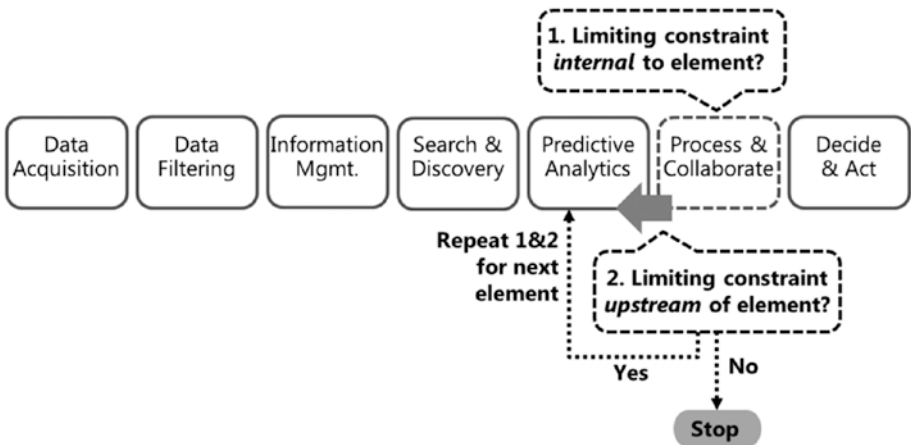 1. Limiting constraint
internal to element?
Data
Acquisition
Data
Filtering
Information
Mgmt.
Search &
Discovery
Predictive
Analytics
Process &
Collaborate
Decide
& Act
Repeat 1&2
for next
element
2. Limiting constraint
upstream of element?
Yes
No
Stop